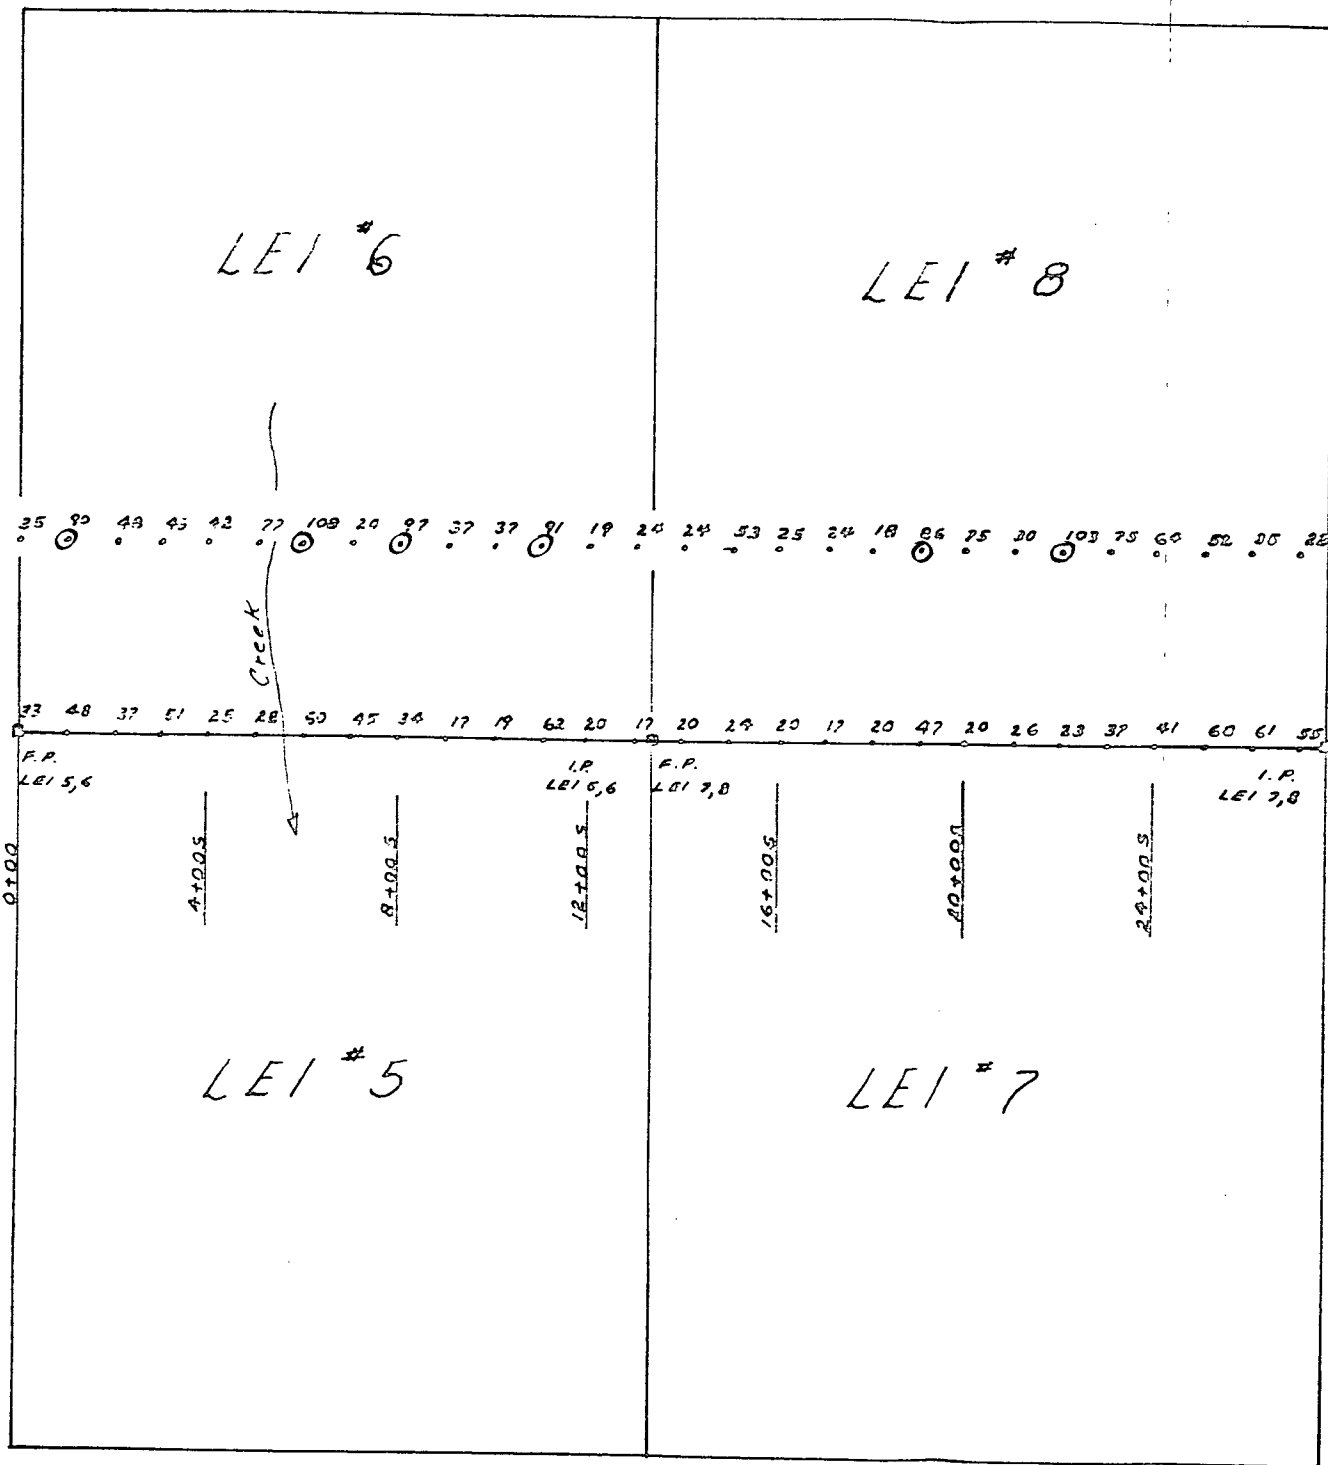 LEI #6
LEI #8
35 90 48 45 42 77 108 20 97 37 37 91 19 24 24 53 25 24 18 86 75 30 103 75 60 52 36 28
Creek
33 48 37 51 25 28 50 45 34 17 19 62 20 17 20 24 20 17 20 47 20 26 23 37 41 60 61 55
F.P. I.P. F.P. I.P.
LEI 5,6 LEI 5,6 LEI 7,8 LEI 7,8
0+00 4+00S 8+00S 12+00S 16+00S 20+00S 24+00S
LEI #5
LEI #7